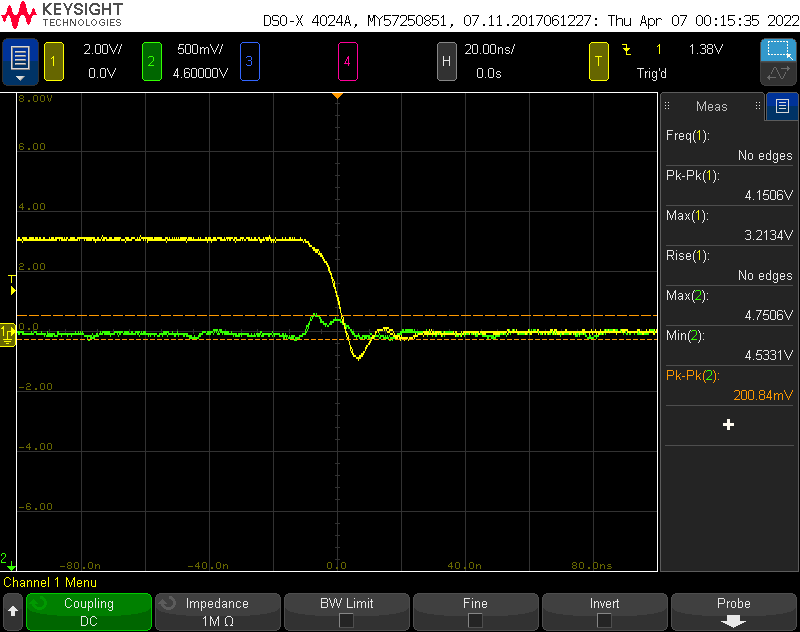 KEYSIGHT
TECHNOLOGIES
DSO-X 4024A, MY57250851, 07.11.2017061227: Thu Apr 07 00:15:35 2022
1 2.00V/ 0.0V
2 500mV/ 4.60000V
3
4
H 20.00ns/ 0.0s
T 1 1.38V
Trig'd
8.00V
6.00
4.00
2.00
0.0
-2.00
-4.00
-6.00
T
1
2
-80.0n -40.0n 0.0 40.0n 80.0ns
Meas
Freq(1):
No edges
Pk-Pk(1):
4.1506V
Max(1):
3.2134V
Rise(1):
No edges
Max(2):
4.7506V
Min(2):
4.5331V
Pk-Pk(2):
200.84mV
+
Channel 1 Menu
Coupling
DC
Impedance
1M Ω
BW Limit
Fine
Invert
Probe